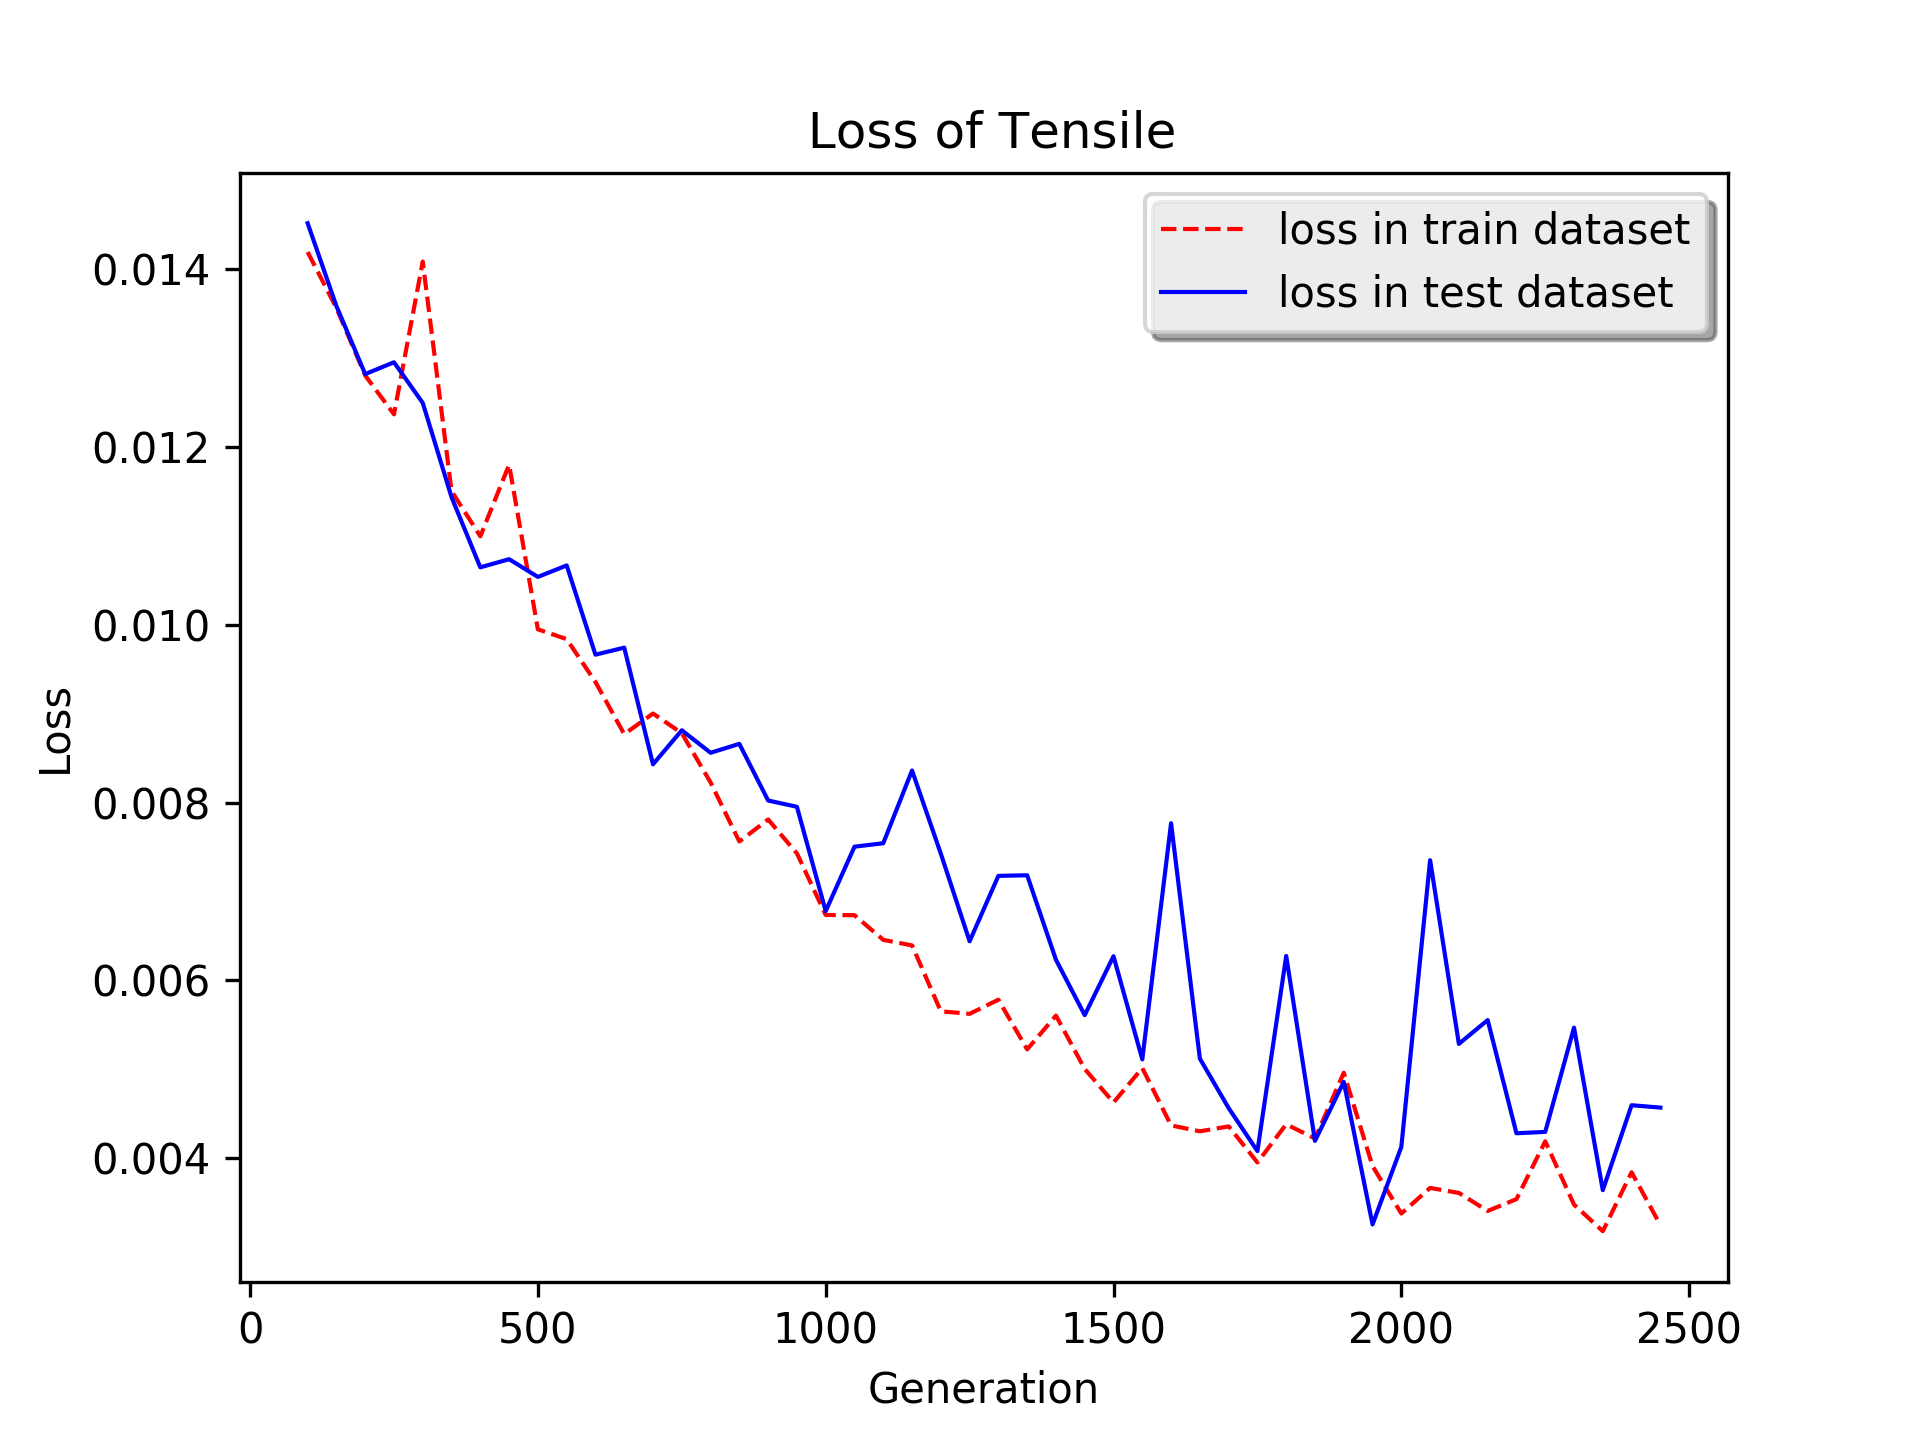 Loss of Tensile
loss in train dataset
loss in test dataset
0.014
0.012
0.010
0.008
0.006
0.004
Loss
0 500 1000 1500 2000 2500
Generation